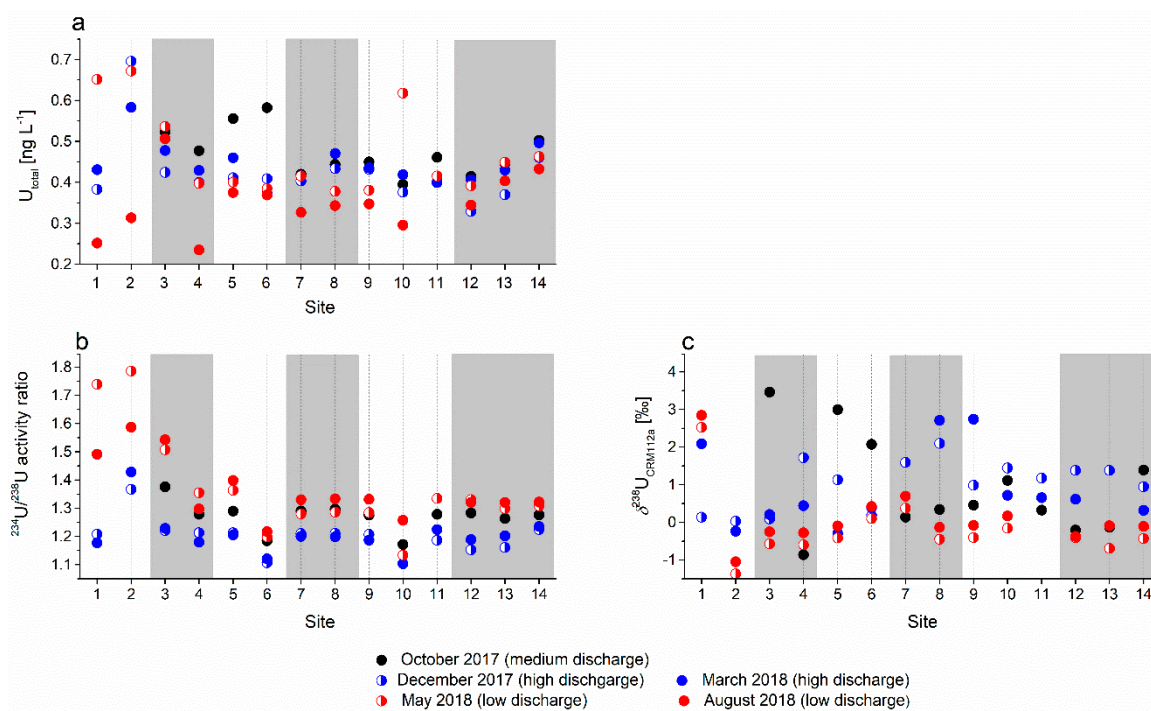 a
U_total [ng L⁻¹]
0.7
0.6
0.5
0.4
0.3
0.2
1 2 3 4 5 6 7 8 9 10 11 12 13 14
Site
b
²³⁴U/²³⁸U activity ratio
1.8
1.7
1.6
1.5
1.4
1.3
1.2
1.1
1 2 3 4 5 6 7 8 9 10 11 12 13 14
Site
c
δ²³⁸U_CRM112a [‰]
4
3
2
1
0
-1
1 2 3 4 5 6 7 8 9 10 11 12 13 14
Site
October 2017 (medium discharge)
December 2017 (high dischgarge)
March 2018 (high discharge)
May 2018 (low discharge)
August 2018 (low discharge)